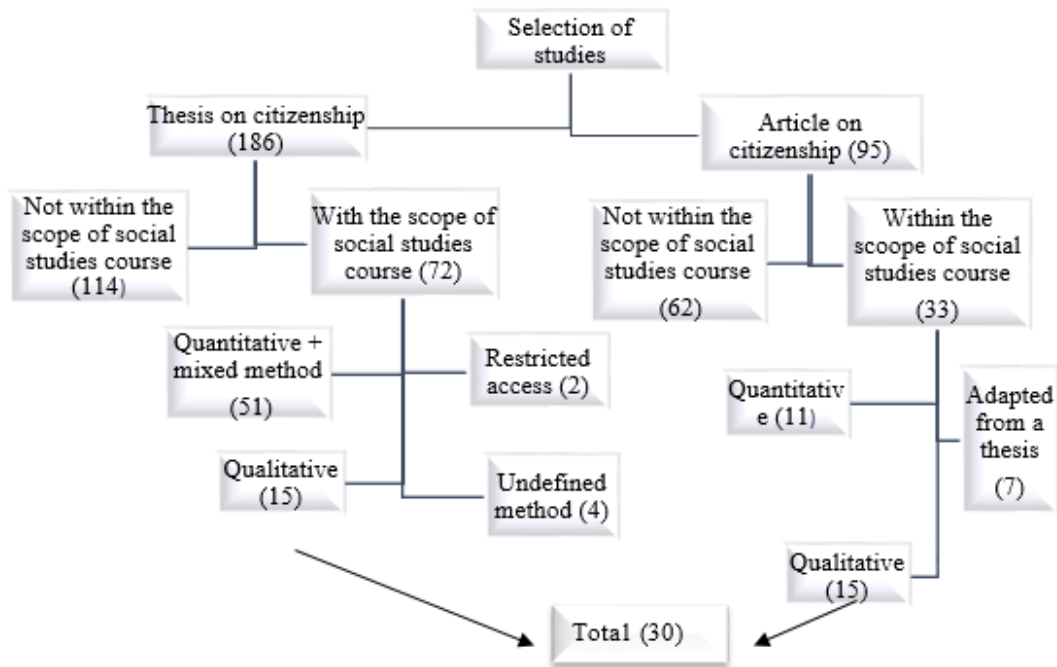 Selection of
studies
Thesis on citizenship
(186)
Article on
citizenship (95)
Not within the
scope of social
studies course
(114)
With the scope of
social studies
course (72)
Not within the
scope of social
studies course
(62)
Within the
scoope of social
studies course
(33)
Quantitative +
mixed method
(51)
Restricted
access (2)
Quantitativ
e (11)
Adapted
from a
thesis
(7)
Qualitative
(15)
Undefined
method (4)
Qualitative
(15)
Total (30)